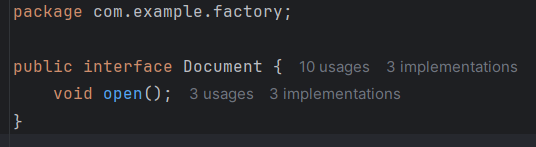 package com.example.factory;
public interface Document {  10 usages  3 implementations
    void open();  3 usages  3 implementations
}